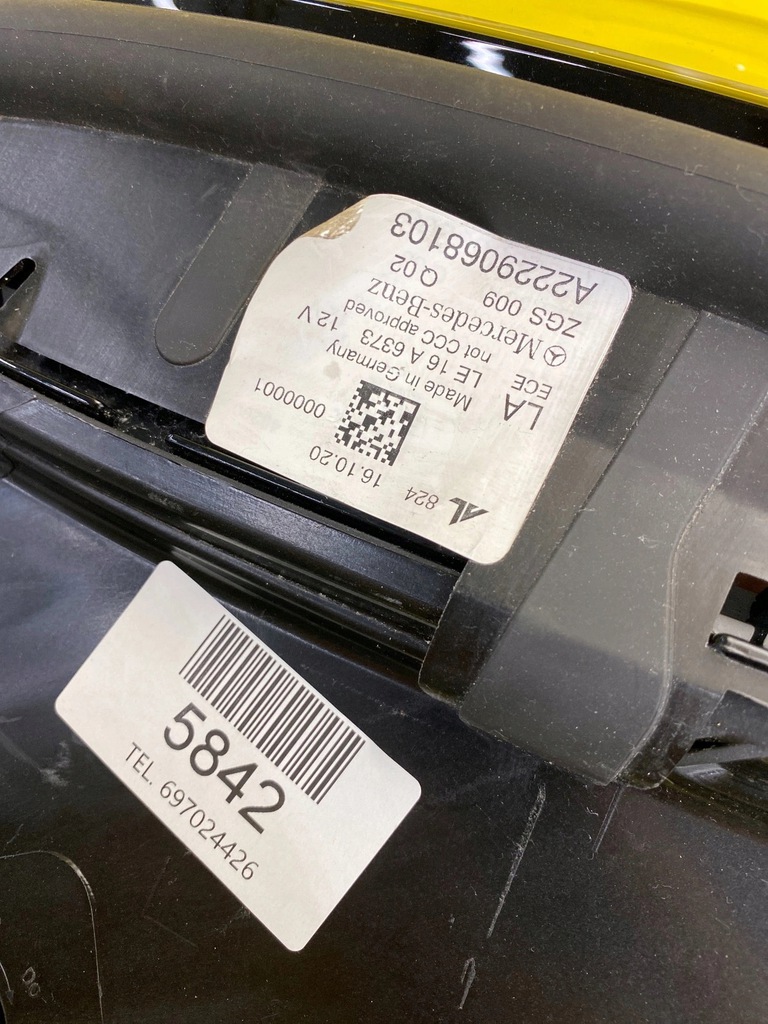 A2229068103
ZGS 009 Q 02
Mercedes-Benz
not CCC approved
ECE LE 16 A 6373 12 V
LA Made in Germany
0000001
16.10.20
AL 824
5842
TEL. 697024426